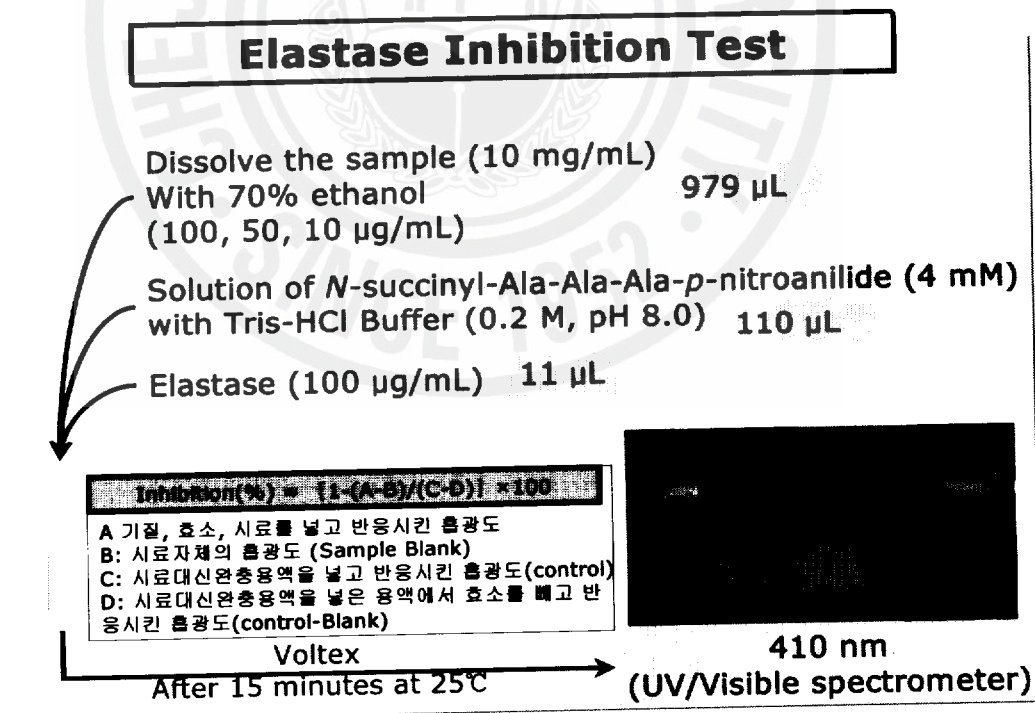 Elastase Inhibition Test
Dissolve the sample (10 mg/mL)
With 70% ethanol
(100, 50, 10 µg/mL)
979 µL
Solution of N-succinyl-Ala-Ala-Ala-p-nitroanilide (4 mM)
with Tris-HCl Buffer (0.2 M, pH 8.0)
110 µL
Elastase (100 µg/mL)
11 µL
Inhibition(%) = [1-(A-B)/(C-D)] ×100
A 기질, 효소, 시료를 넣고 반응시킨 흡광도
B: 시료자체의 흡광도 (Sample Blank)
C: 시료대신완충용액을 넣고 반응시킨 흡광도(control)
D: 시료대신완충용액을 넣은 용액에서 효소를 빼고 반
응시킨 흡광도(control-Blank)
Voltex
After 15 minutes at 25℃
410 nm
(UV/Visible spectrometer)
SINCE 1952